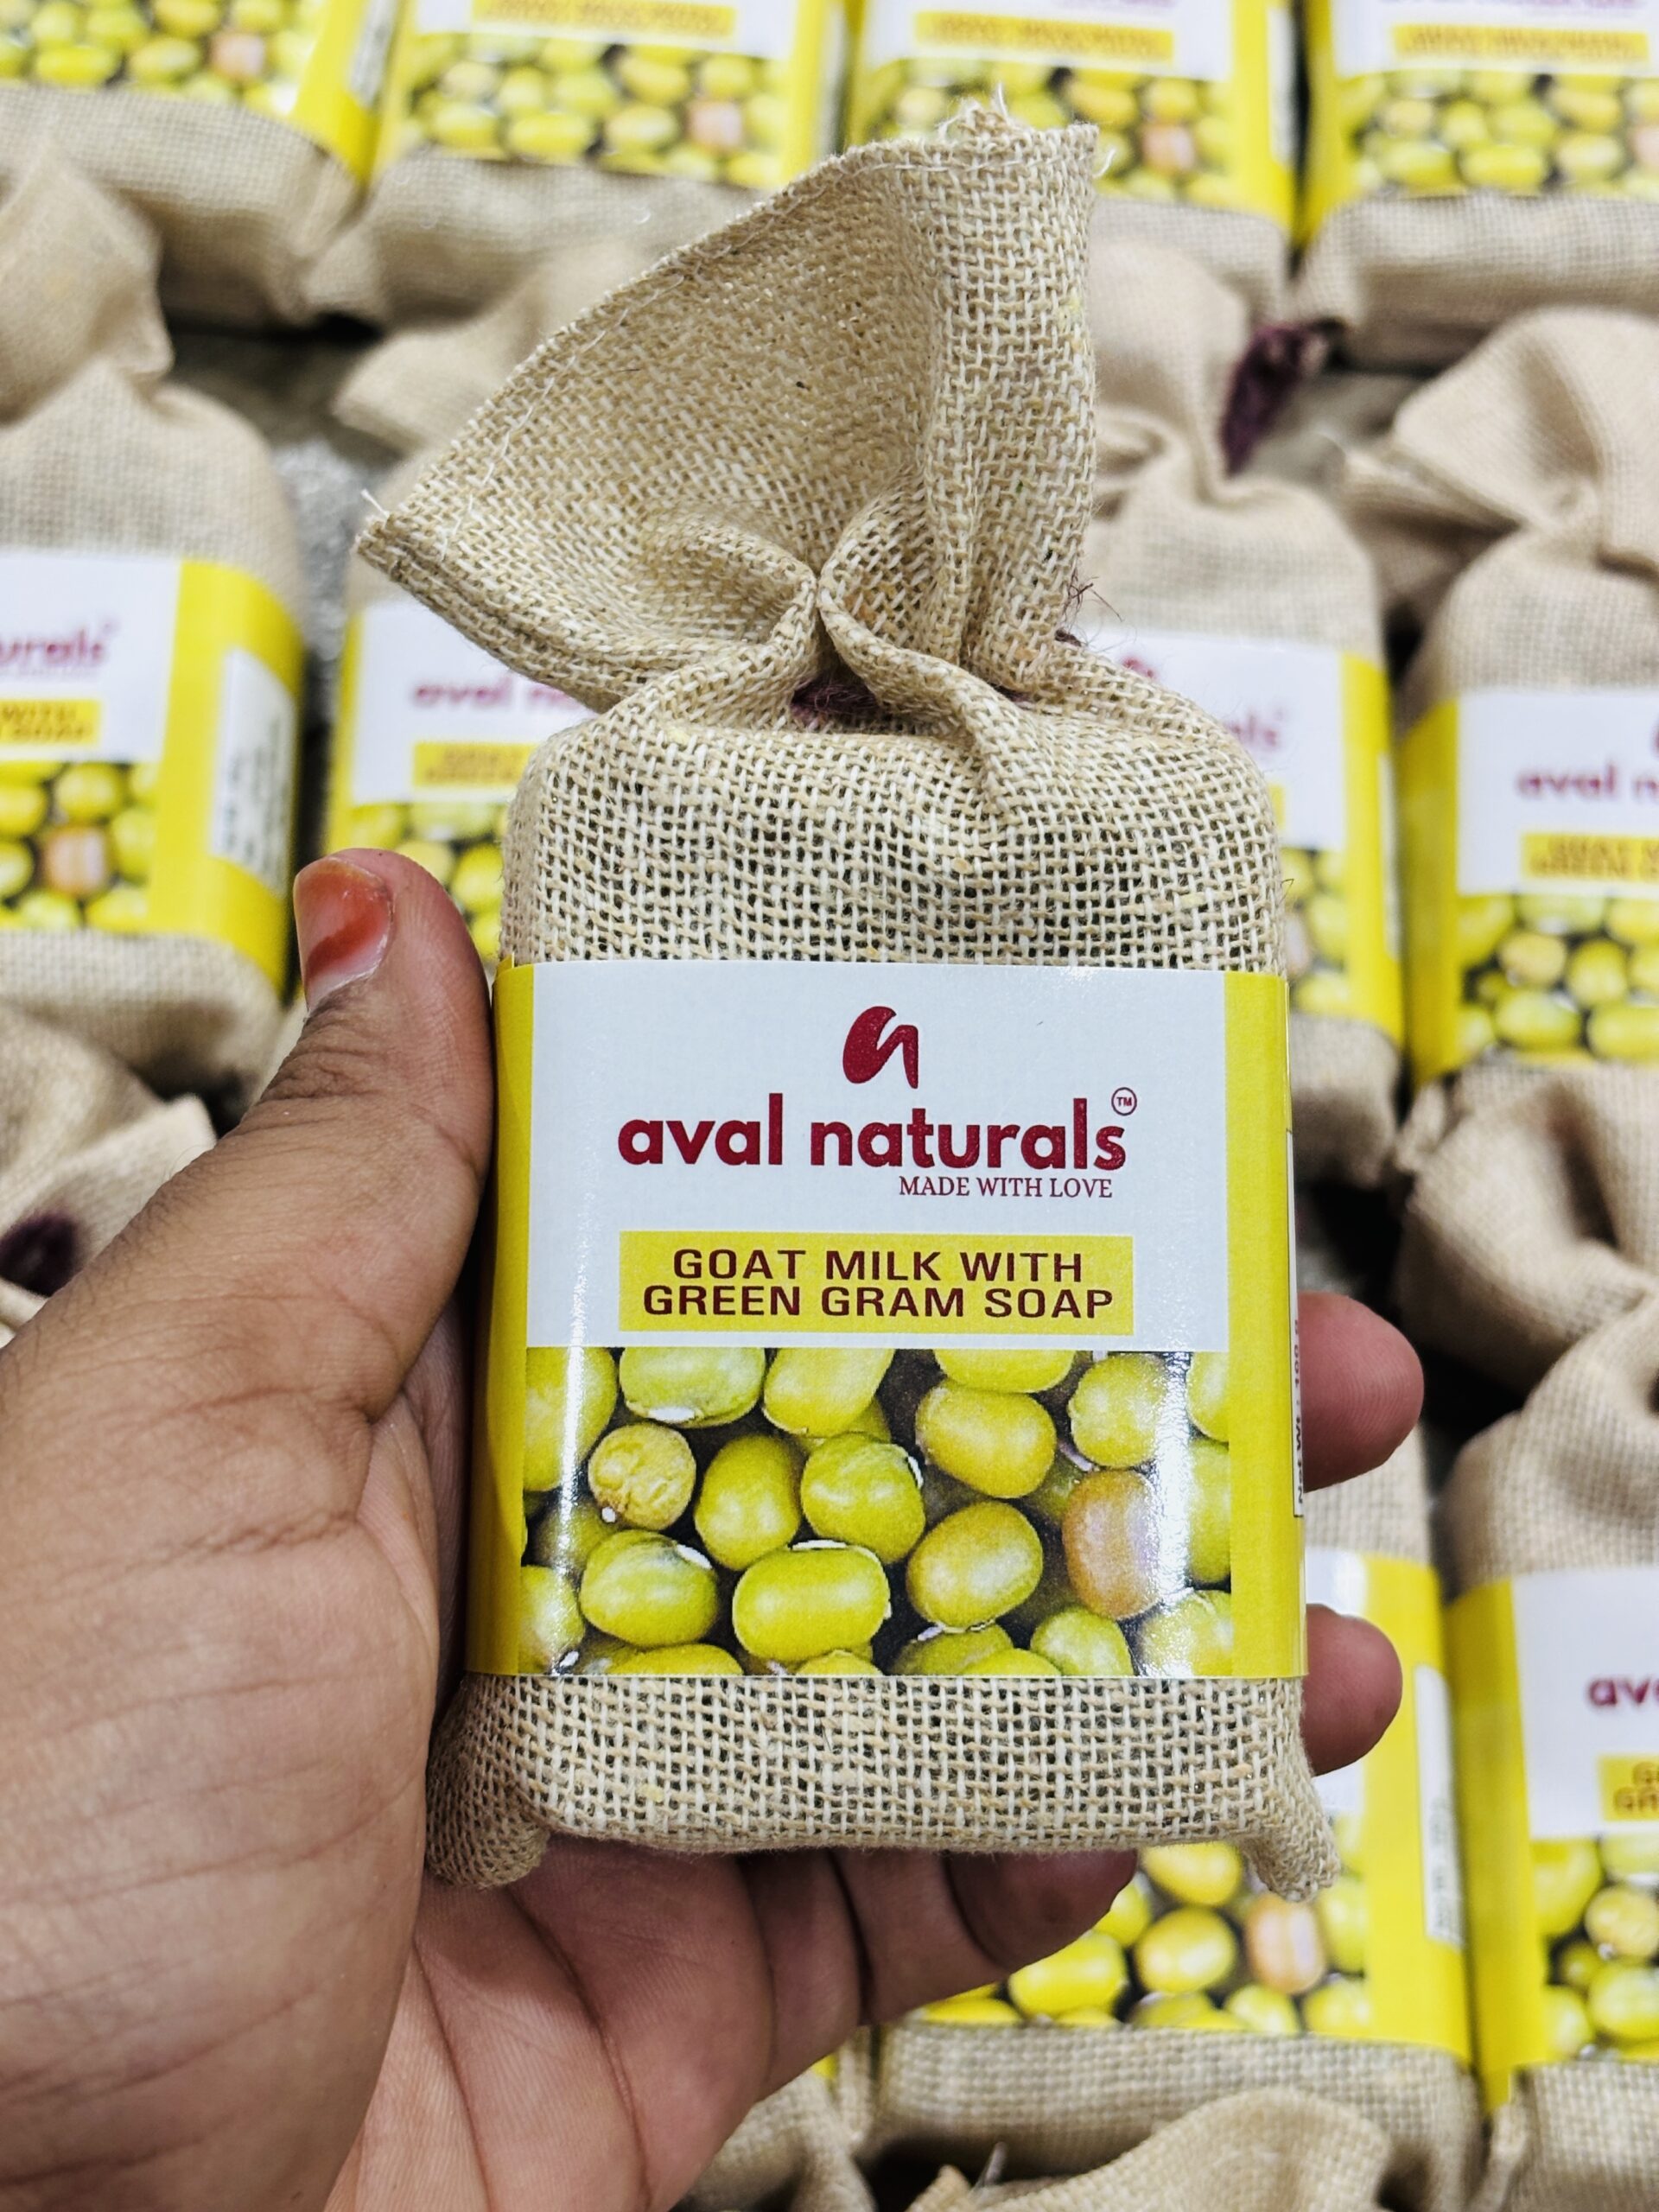 aval naturals™
MADE WITH LOVE
GOAT MILK WITH
GREEN GRAM SOAP